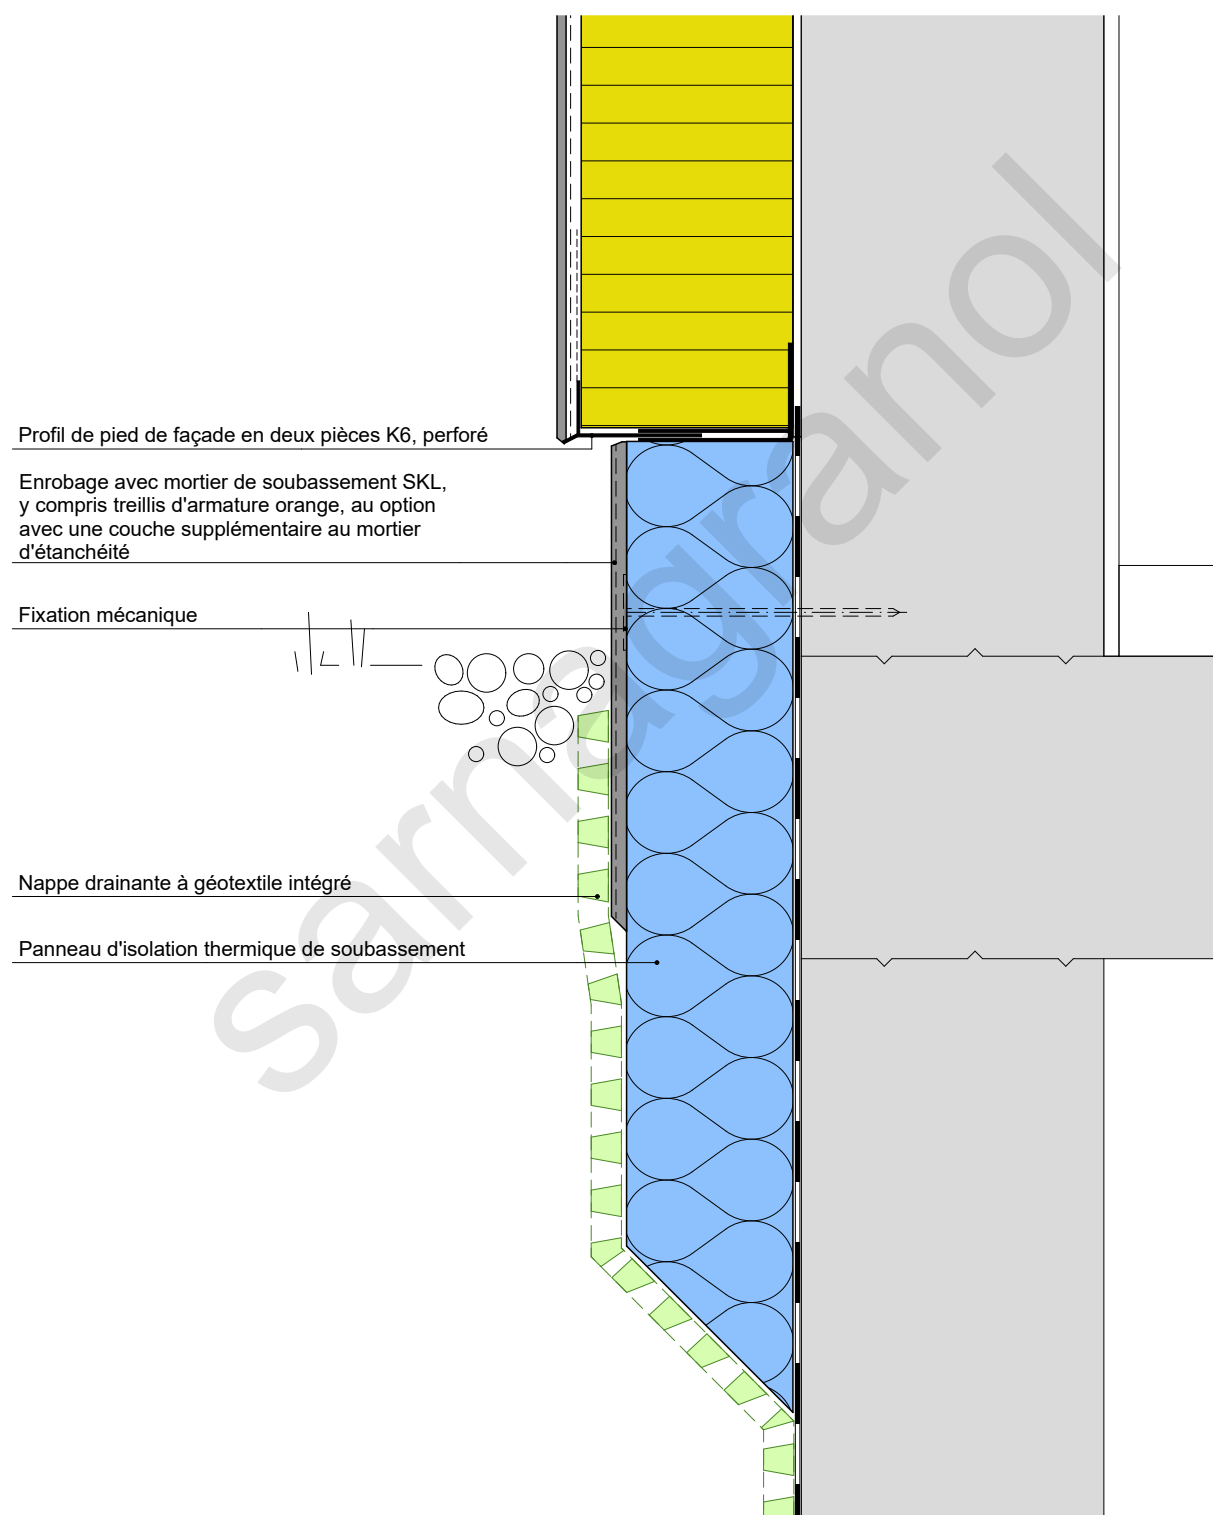 Profil de pied de façade en deux pièces K6, perforé
Enrobage avec mortier de soubassement SKL,
y compris treillis d'armature orange, au option
avec une couche supplémentaire au mortier
d'étanchéité
Fixation mécanique
Nappe drainante à géotextile intégré
Panneau d'isolation thermique de soubassement
sarnagranol